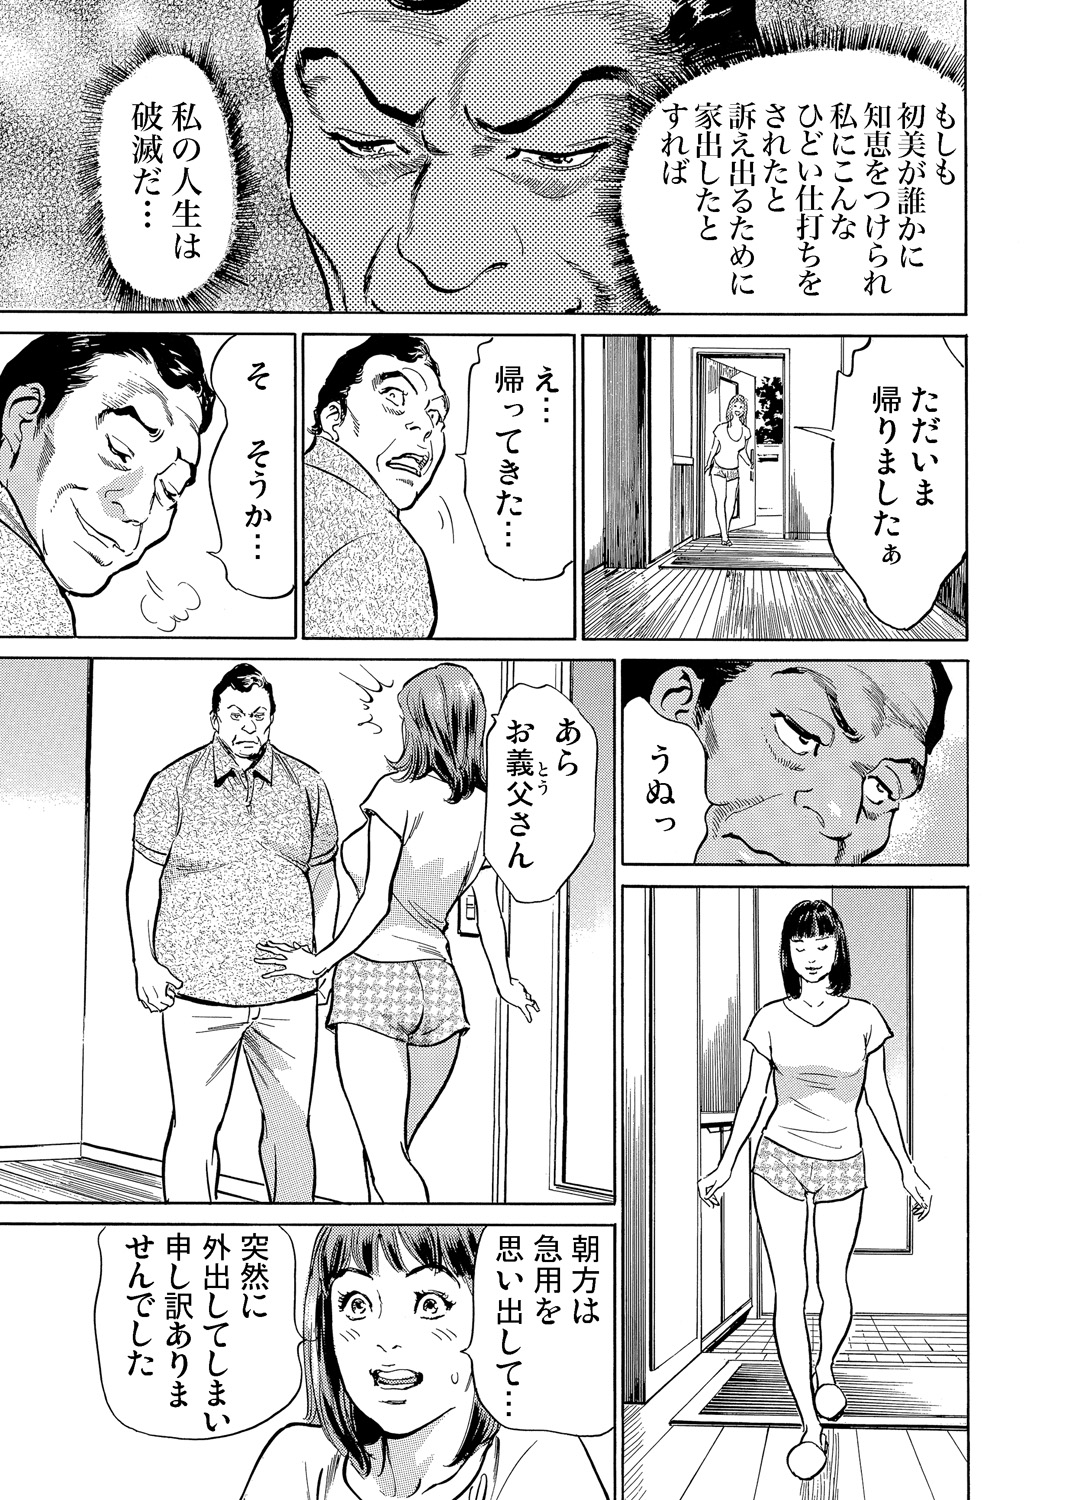 もしも
初美が誰かに
知恵をつけられ
私にこんな
ひどい仕打ちを
されたと
訴え出るために
家出したと
すれば
私の人生は
破滅だ…
ただいま
帰りましたぁ
え…
帰ってきた…
そ そうか…
うぬっ
あら
お義父さん
とう
朝方は
急用を
思い出して…
突然に
外出してしまい
申し訳ありま
せんでした